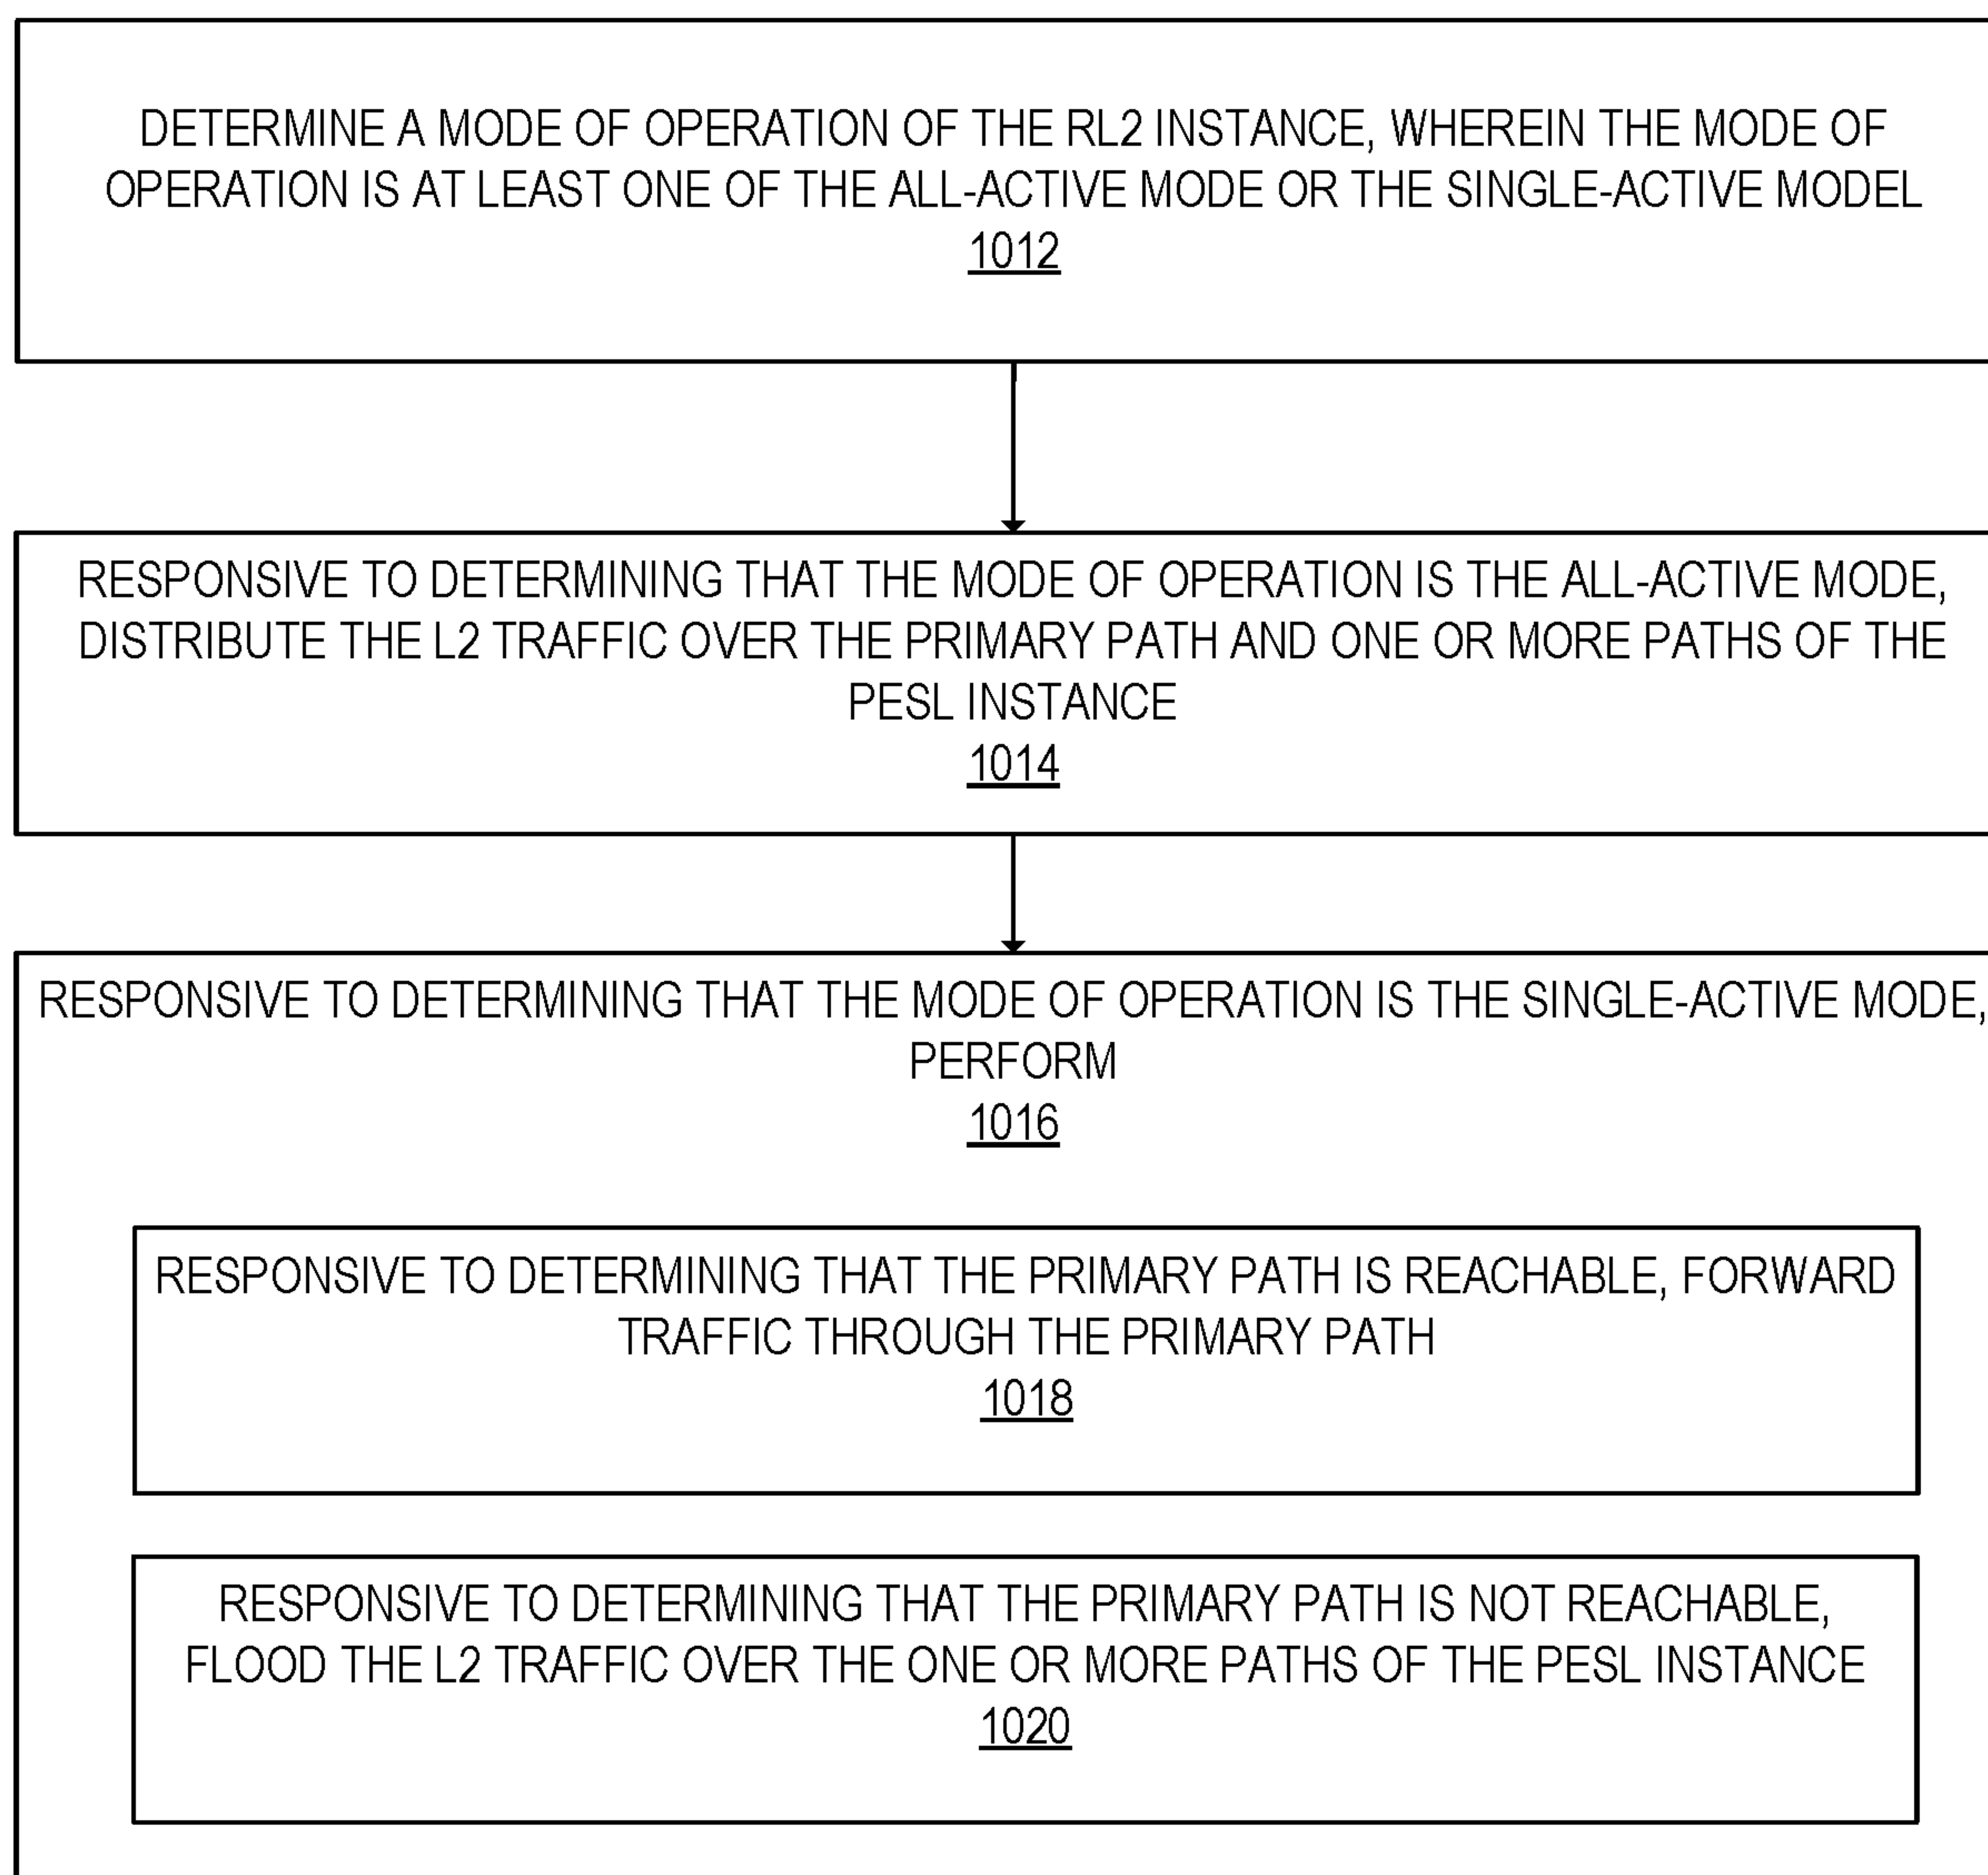 DETERMINE A MODE OF OPERATION OF THE RL2 INSTANCE, WHEREIN THE MODE OF
OPERATION IS AT LEAST ONE OF THE ALL-ACTIVE MODE OR THE SINGLE-ACTIVE MODEL
1012
RESPONSIVE TO DETERMINING THAT THE MODE OF OPERATION IS THE ALL-ACTIVE MODE,
DISTRIBUTE THE L2 TRAFFIC OVER THE PRIMARY PATH AND ONE OR MORE PATHS OF THE
PESL INSTANCE
1014
RESPONSIVE TO DETERMINING THAT THE MODE OF OPERATION IS THE SINGLE-ACTIVE MODE,
PERFORM
1016
RESPONSIVE TO DETERMINING THAT THE PRIMARY PATH IS REACHABLE, FORWARD
TRAFFIC THROUGH THE PRIMARY PATH
1018
RESPONSIVE TO DETERMINING THAT THE PRIMARY PATH IS NOT REACHABLE,
FLOOD THE L2 TRAFFIC OVER THE ONE OR MORE PATHS OF THE PESL INSTANCE
1020